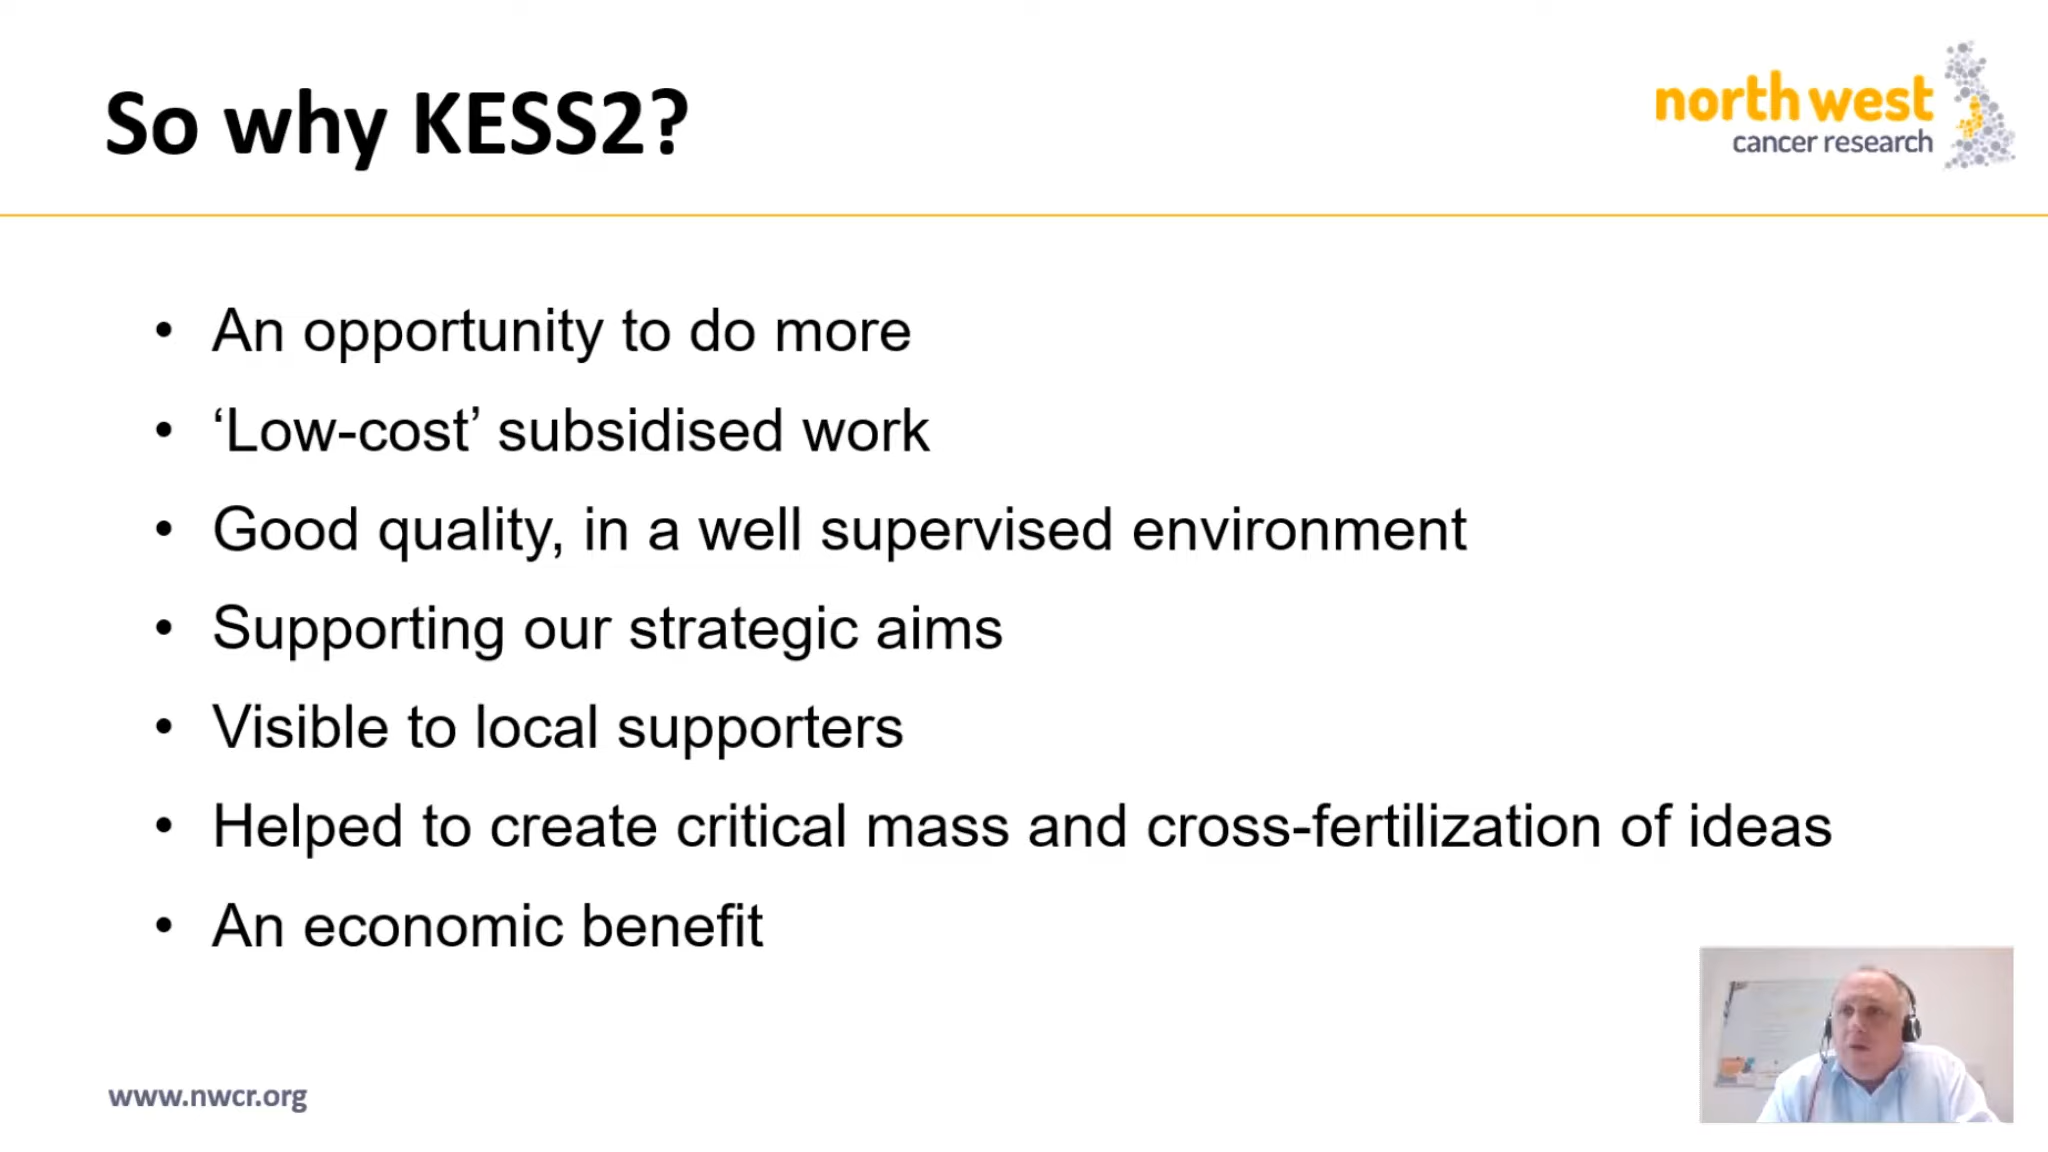 So why KESS2?
north west
cancer research
• An opportunity to do more
• ‘Low-cost’ subsidised work
• Good quality, in a well supervised environment
• Supporting our strategic aims
• Visible to local supporters
• Helped to create critical mass and cross-fertilization of ideas
• An economic benefit
www.nwcr.org